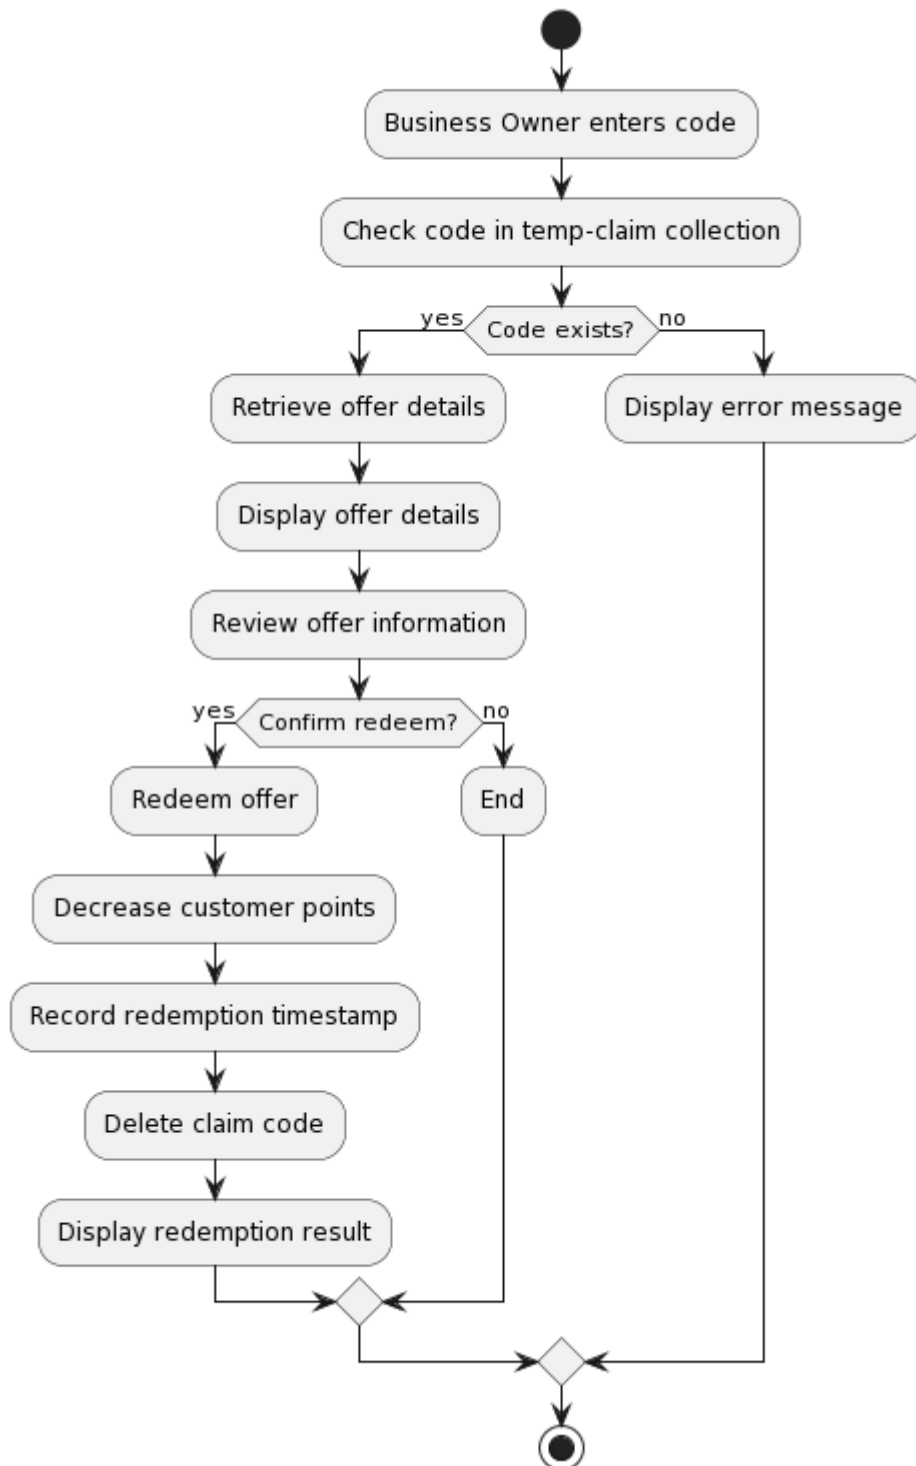 Business Owner enters code
Check code in temp-claim collection
yes
Code exists?
no
Retrieve offer details
Display error message
Display offer details
Review offer information
yes
Confirm redeem?
no
Redeem offer
End
Decrease customer points
Record redemption timestamp
Delete claim code
Display redemption result